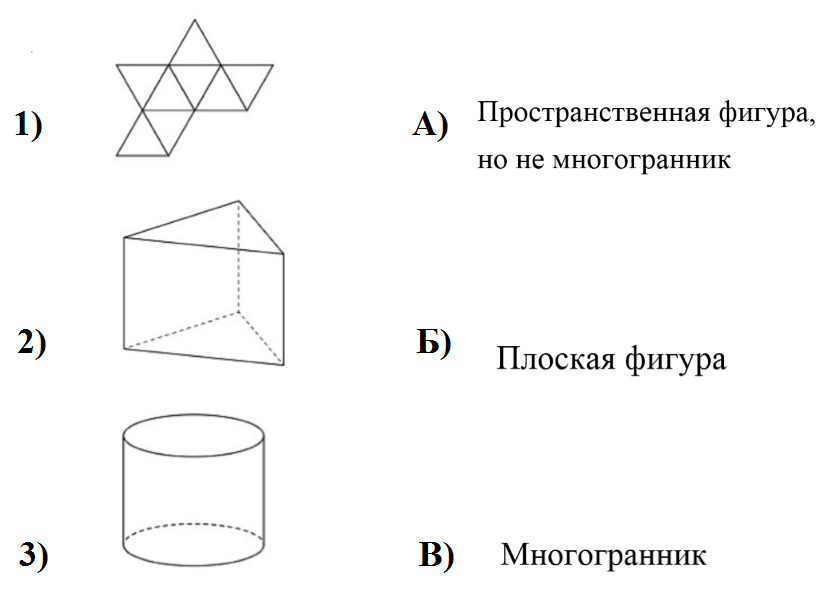 1)
А) Пространственная фигура,
но не многогранник
2)
Б) Плоская фигура
3)
В) Многогранник